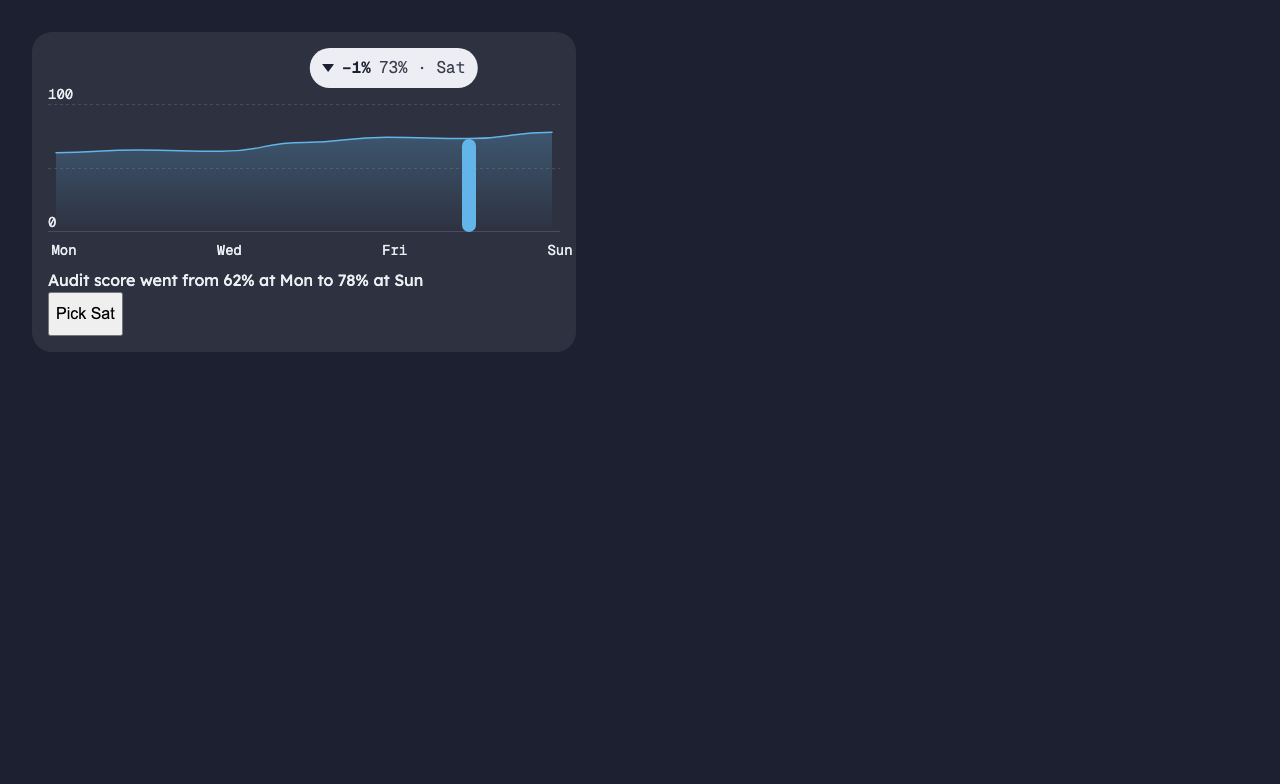 −1% 73% · Sat
100
0
Mon Wed Fri Sun
Audit score went from 62% at Mon to 78% at Sun
Pick Sat